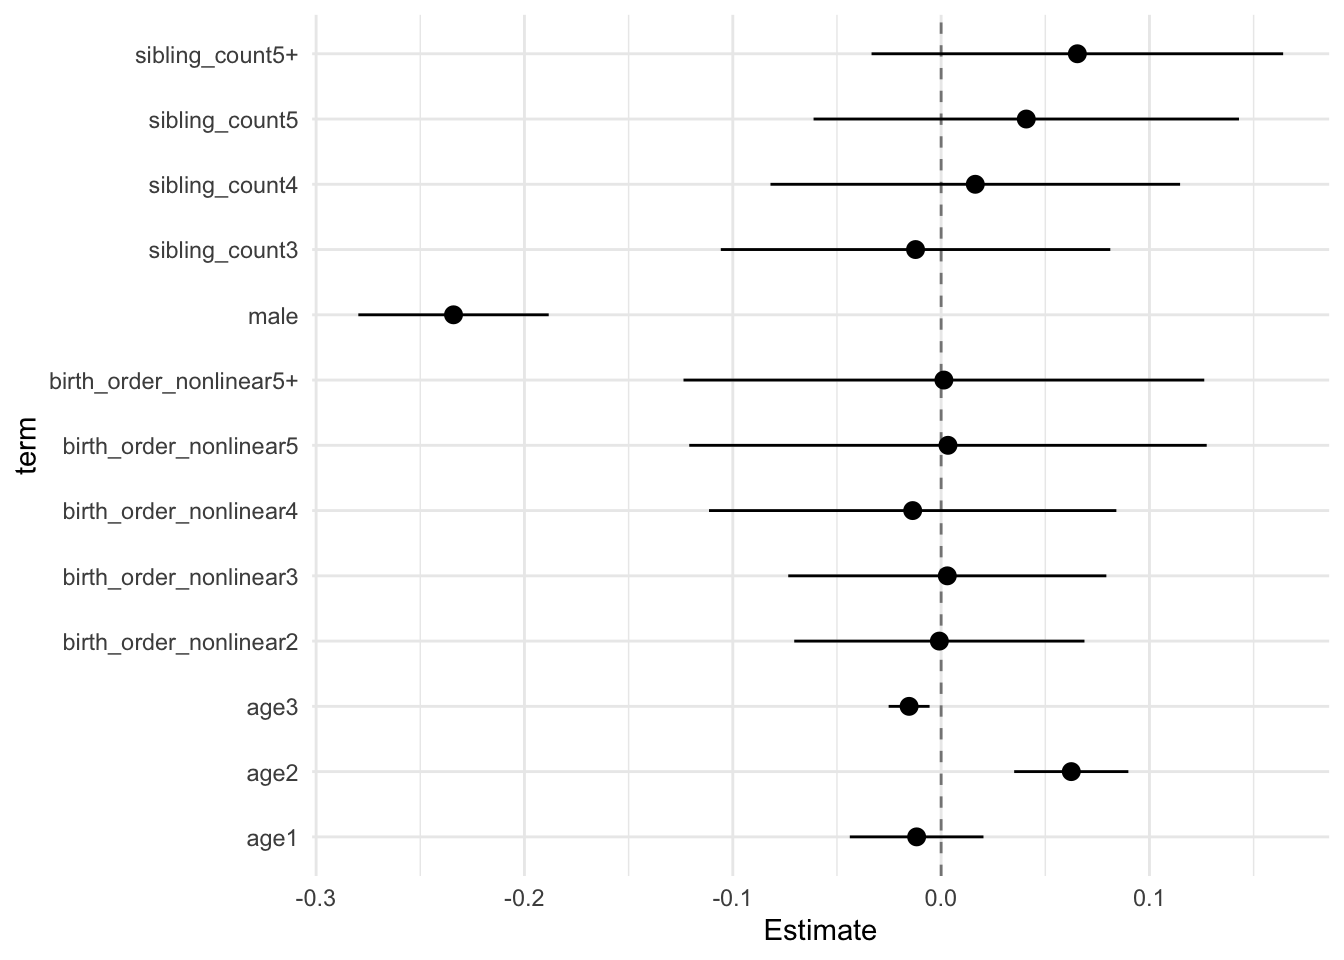 sibling_count5+
sibling_count5
sibling_count4
sibling_count3
male
birth_order_nonlinear5+
birth_order_nonlinear5
birth_order_nonlinear4
birth_order_nonlinear3
birth_order_nonlinear2
age3
age2
age1
term
-0.3 -0.2 -0.1 0.0 0.1
Estimate